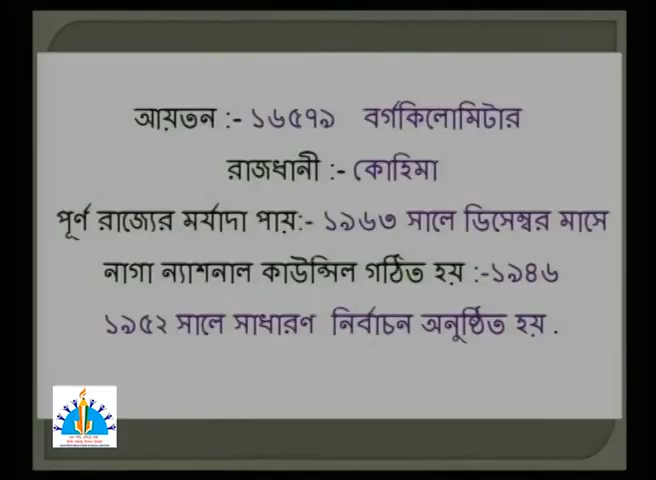 আয়তন :- ১৬৫৭৯ বর্গকিলোমিটার
রাজধানী :- কোহিমা
পূর্ণ রাজ্যের মর্যাদা পায়:- ১৯৬৩ সালে ডিসেম্বর মাসে
নাগা ন্যাশনাল কাউন্সিল গঠিত হয় :-১৯৪৬
১৯৫২ সালে সাধারণ নির্বাচন অনুষ্ঠিত হয় .